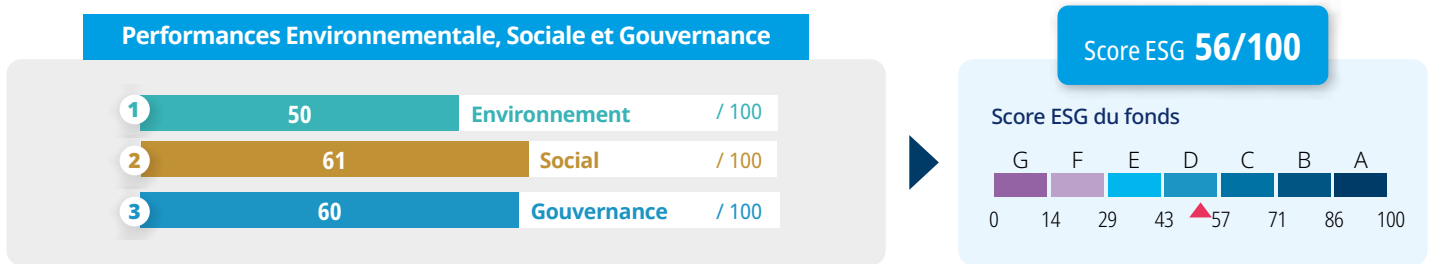 Performances Environnementale, Sociale et Gouvernance
1 50 Environnement / 100
2 61 Social / 100
3 60 Gouvernance / 100
Score ESG 56/100
Score ESG du fonds
G F E D C B A
0 14 29 43 57 71 86 100